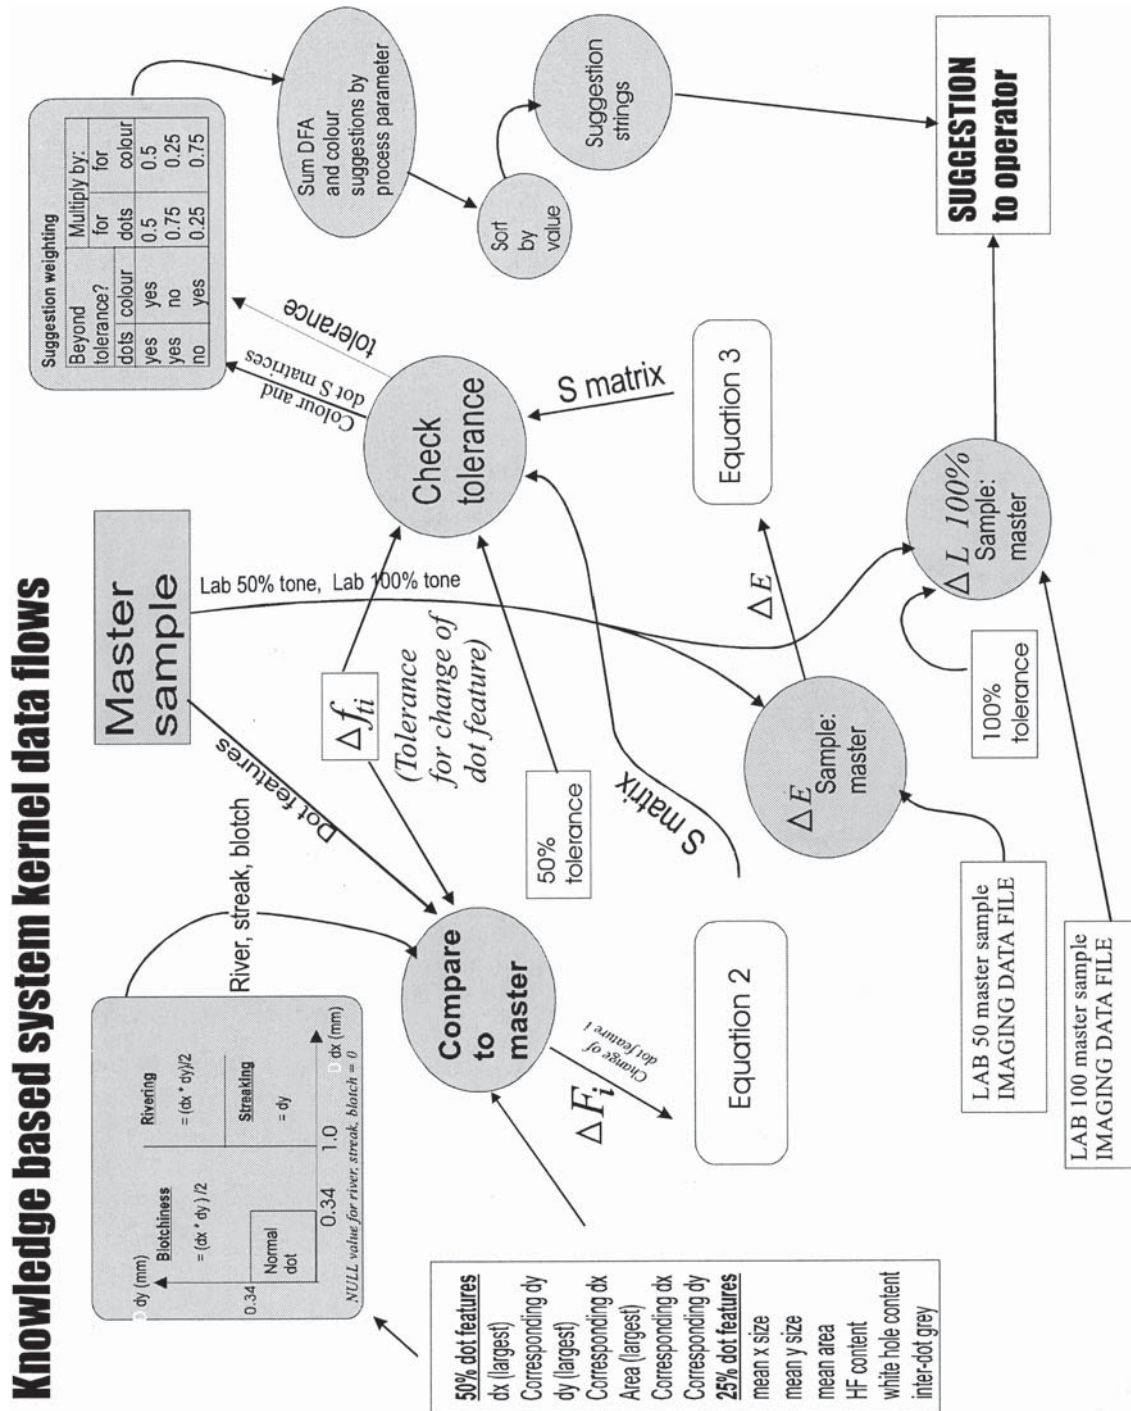 Knowledge based system kernel data flows
50% dot features
dx (largest)
Corresponding dy
dy (largest)
Corresponding dx
Area (largest)
Corresponding dx
Corresponding dy
25% dot features
mean x size
mean y size
mean area
HF content
white hole content
inter-dot grey
D dy (mm)
Blotchiness
= (dx * dy ) /2
Rivering
= (dx * dy)/2
Streaking
= dy
0.34
Normal
dot
0.34
1.0
D dx (mm)
NULL value for river, streak, blotch = 0
River, streak, blotch
Master
sample
Dot features
Lab 50% tone, Lab 100% tone
Compare
to
master
Δf ti
(Tolerance
for change of
dot feature)
50%
tolerance
ΔFi
Change of
dot feature i
Equation 2
S matrix
Check
tolerance
Colour and
dot S matrices
tolerance
Suggestion weighting
Beyond Multiply by:
tolerance? for for
dots colour dots colour
yes yes 0.5 0.5
yes no 0.75 0.25
no yes 0.25 0.75
Sum DFA
and colour
suggestions by
process parameter
Sort
by
value
Suggestion
strings
SUGGESTION
to operator
S matrix
Equation 3
ΔE
ΔE
Sample:
master
ΔL 100%
Sample:
master
100%
tolerance
LAB 50 master sample
IMAGING DATA FILE
LAB 100 master sample
IMAGING DATA FILE